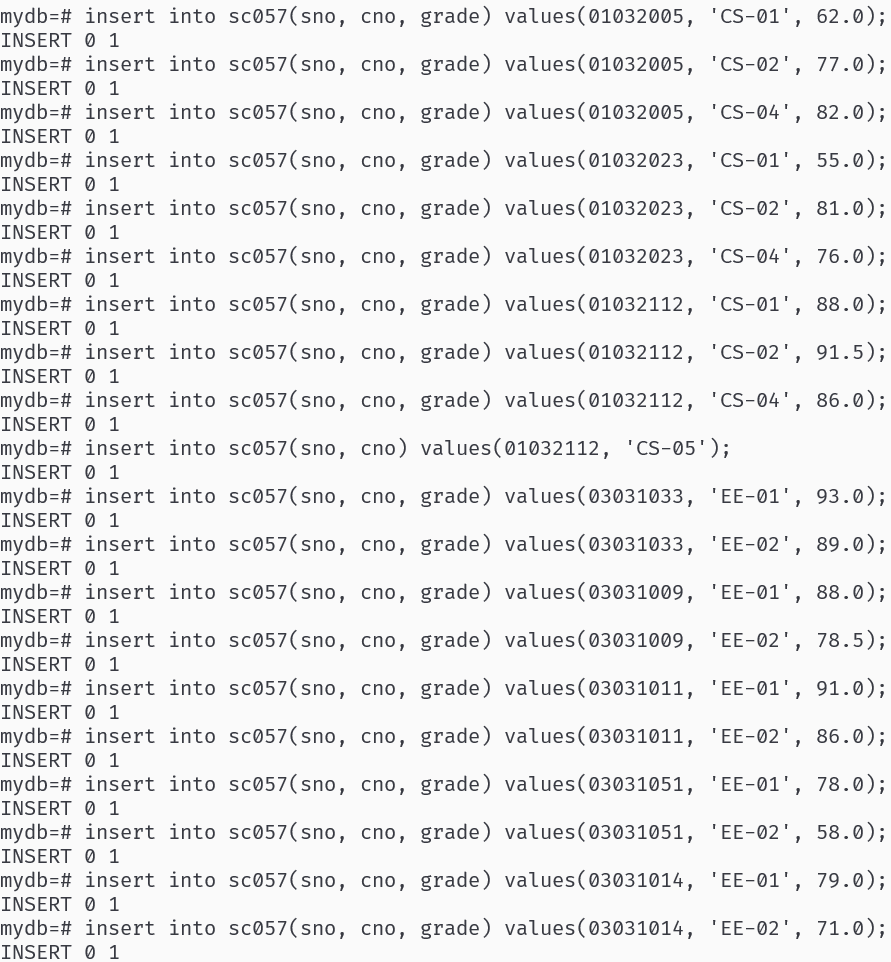 mydb=# insert into sc057(sno, cno, grade) values(01032005, 'CS-01', 62.0);
INSERT 0 1
mydb=# insert into sc057(sno, cno, grade) values(01032005, 'CS-02', 77.0);
INSERT 0 1
mydb=# insert into sc057(sno, cno, grade) values(01032005, 'CS-04', 82.0);
INSERT 0 1
mydb=# insert into sc057(sno, cno, grade) values(01032023, 'CS-01', 55.0);
INSERT 0 1
mydb=# insert into sc057(sno, cno, grade) values(01032023, 'CS-02', 81.0);
INSERT 0 1
mydb=# insert into sc057(sno, cno, grade) values(01032023, 'CS-04', 76.0);
INSERT 0 1
mydb=# insert into sc057(sno, cno, grade) values(01032112, 'CS-01', 88.0);
INSERT 0 1
mydb=# insert into sc057(sno, cno, grade) values(01032112, 'CS-02', 91.5);
INSERT 0 1
mydb=# insert into sc057(sno, cno, grade) values(01032112, 'CS-04', 86.0);
INSERT 0 1
mydb=# insert into sc057(sno, cno) values(01032112, 'CS-05');
INSERT 0 1
mydb=# insert into sc057(sno, cno, grade) values(03031033, 'EE-01', 93.0);
INSERT 0 1
mydb=# insert into sc057(sno, cno, grade) values(03031033, 'EE-02', 89.0);
INSERT 0 1
mydb=# insert into sc057(sno, cno, grade) values(03031009, 'EE-01', 88.0);
INSERT 0 1
mydb=# insert into sc057(sno, cno, grade) values(03031009, 'EE-02', 78.5);
INSERT 0 1
mydb=# insert into sc057(sno, cno, grade) values(03031011, 'EE-01', 91.0);
INSERT 0 1
mydb=# insert into sc057(sno, cno, grade) values(03031011, 'EE-02', 86.0);
INSERT 0 1
mydb=# insert into sc057(sno, cno, grade) values(03031051, 'EE-01', 78.0);
INSERT 0 1
mydb=# insert into sc057(sno, cno, grade) values(03031051, 'EE-02', 58.0);
INSERT 0 1
mydb=# insert into sc057(sno, cno, grade) values(03031014, 'EE-01', 79.0);
INSERT 0 1
mydb=# insert into sc057(sno, cno, grade) values(03031014, 'EE-02', 71.0);
INSERT 0 1